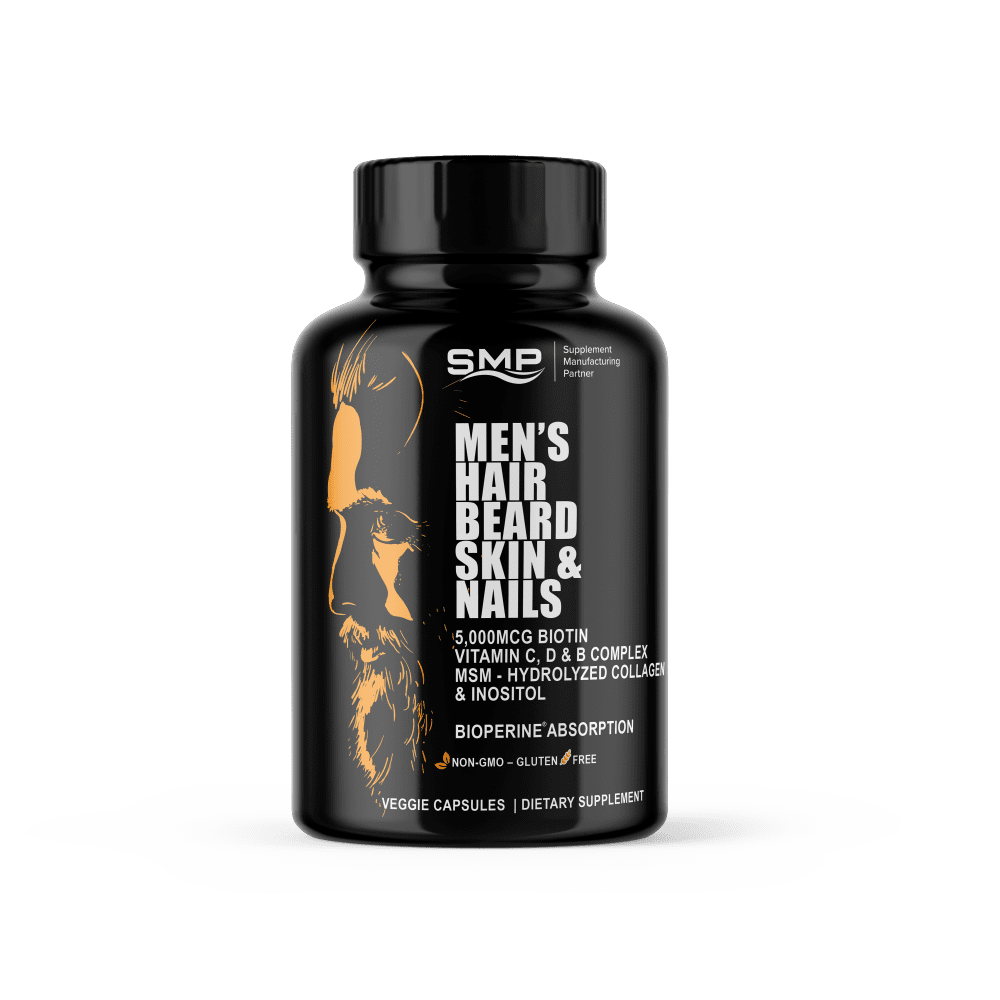 SMP
Supplement
Manufacturing
Partner
MEN'S
HAIR
BEARD
SKIN &
NAILS
5,000MCG BIOTIN
VITAMIN C, D & B COMPLEX
MSM - HYDROLYZED COLLAGEN
& INOSITOL
BIOPERINE® ABSORPTION
NON-GMO – GLUTEN FREE
VEGGIE CAPSULES | DIETARY SUPPLEMENT